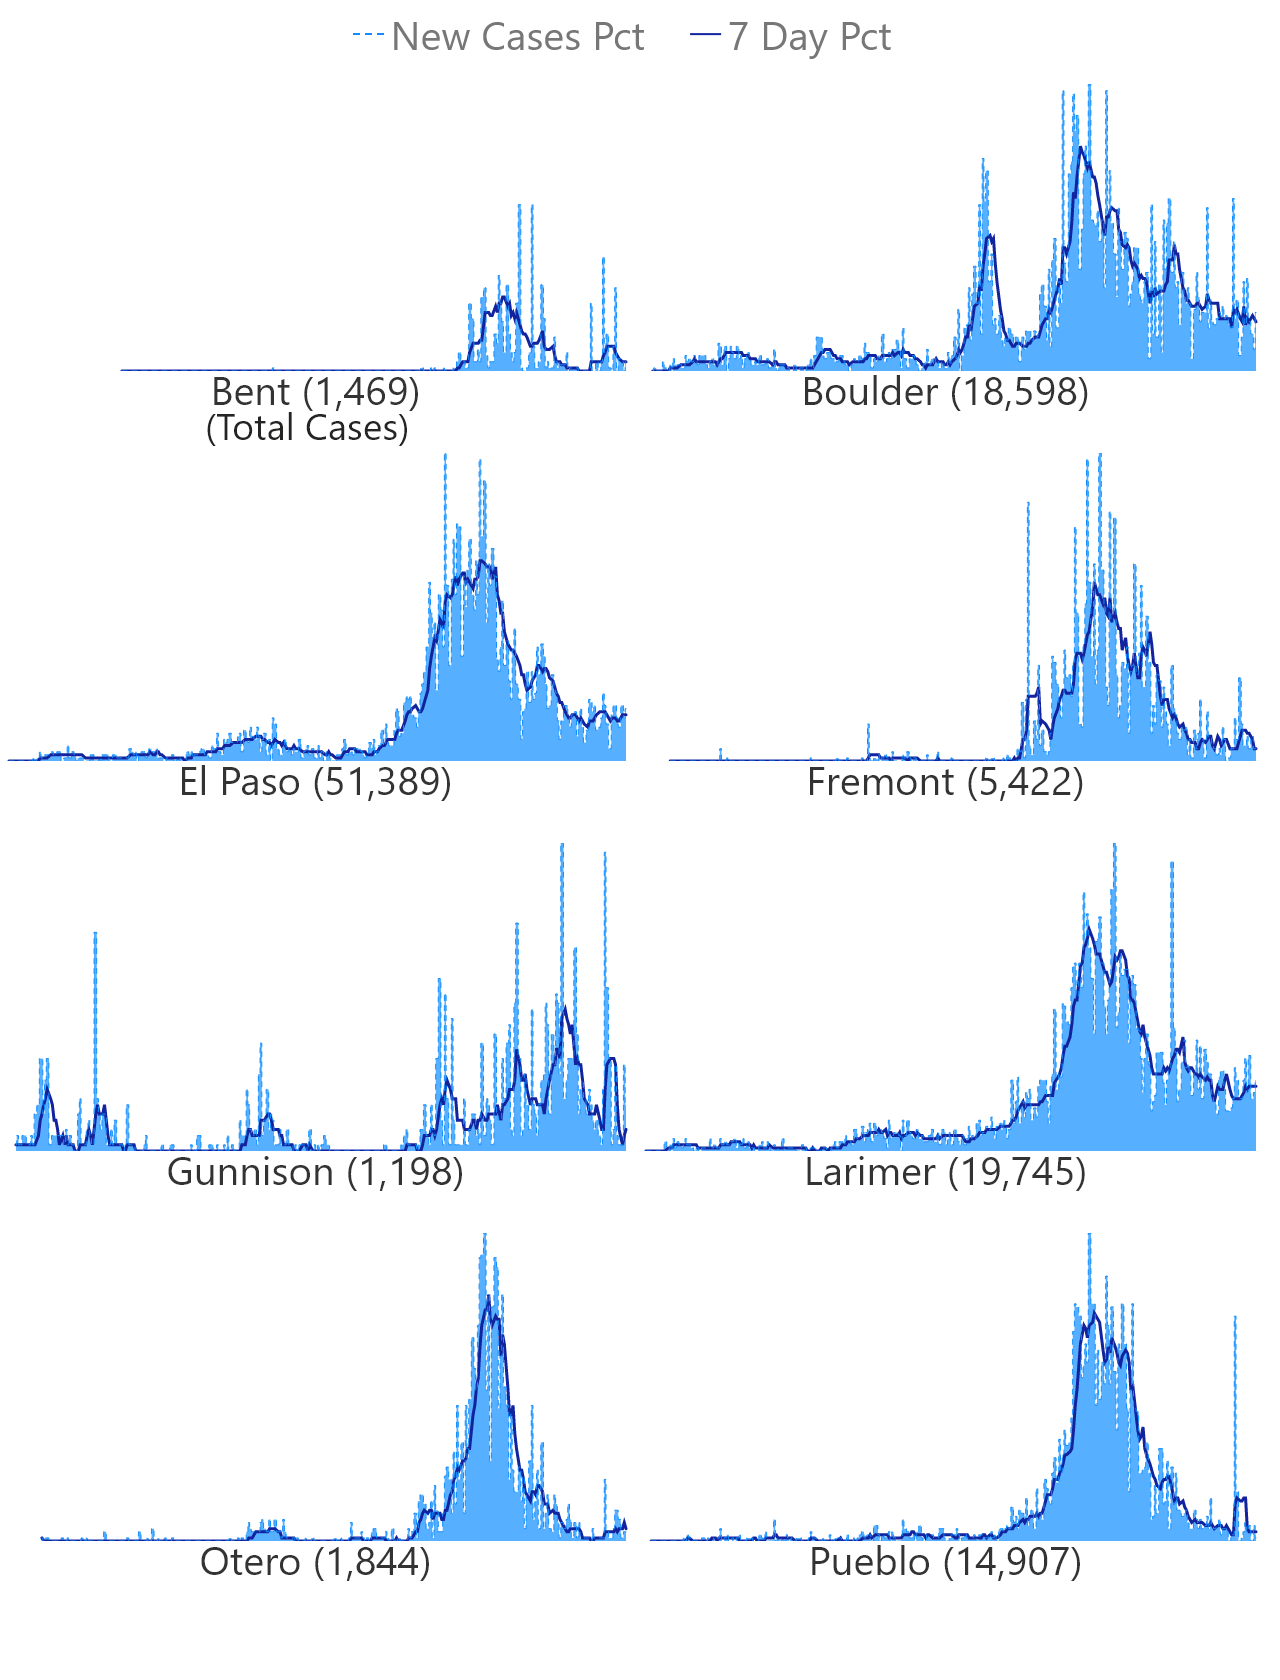 New Cases Pct 7 Day Pct
Bent (1,469)
(Total Cases)
Boulder (18,598)
El Paso (51,389)
Fremont (5,422)
Gunnison (1,198)
Larimer (19,745)
Otero (1,844)
Pueblo (14,907)